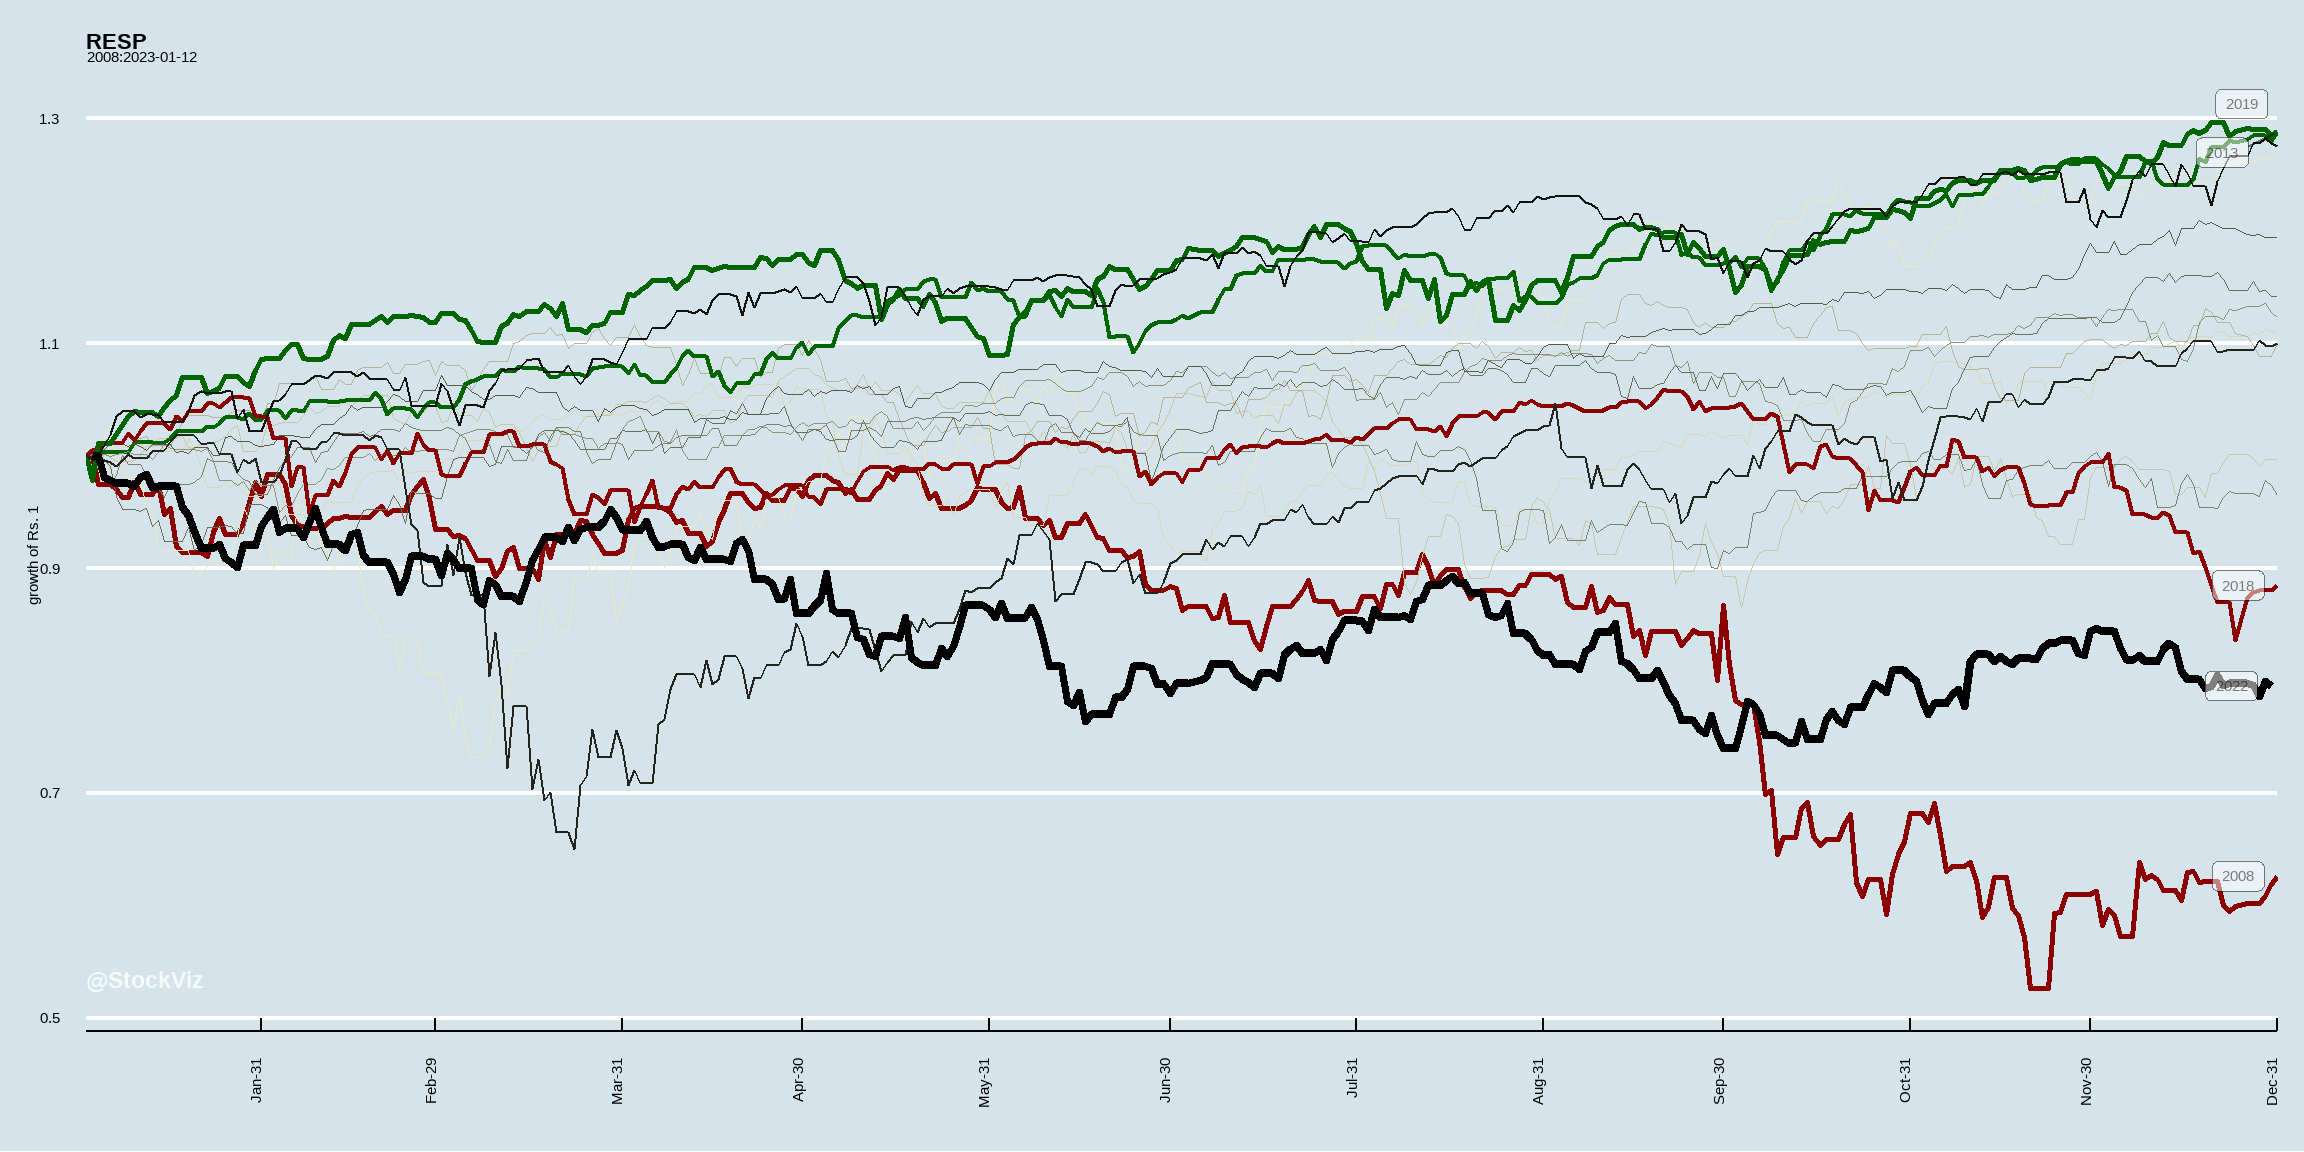 RESP
2008:2023-01-12
growth of Rs. 1
1.3
1.1
0.9
0.7
0.5
2019
2013
2018
2022
2008
@StockViz
Jan-31
Feb-29
Mar-31
Apr-30
May-31
Jun-30
Jul-31
Aug-31
Sep-30
Oct-31
Nov-30
Dec-31